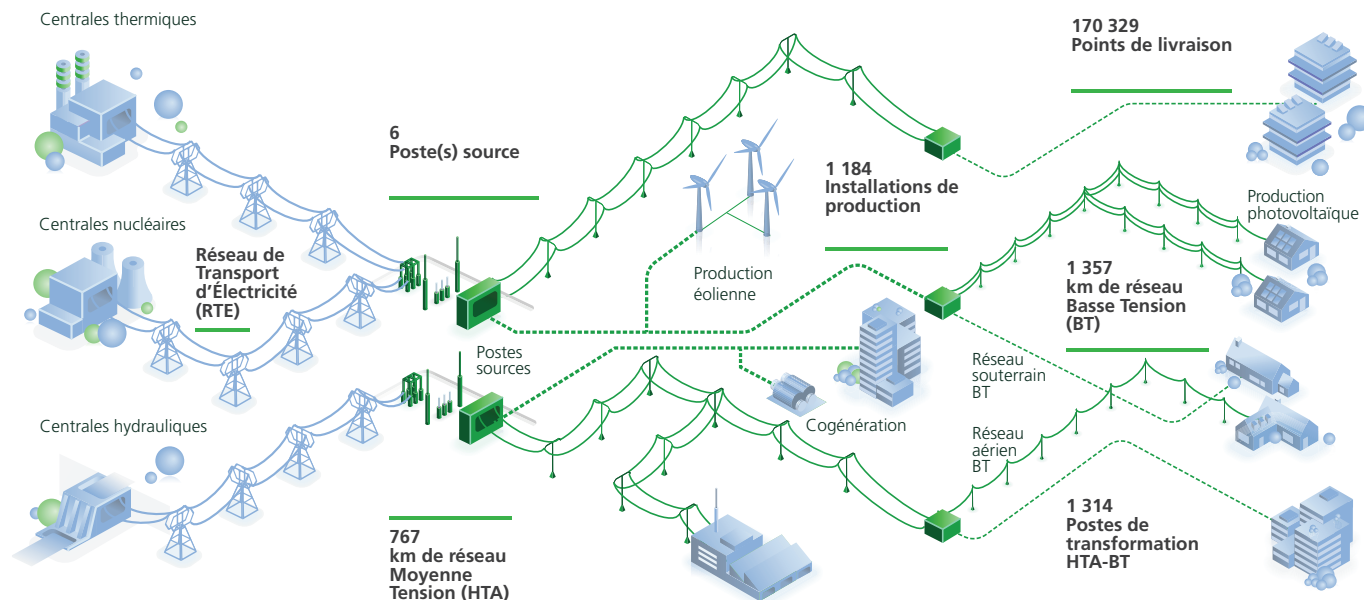 Centrales thermiques
170 329
Points de livraison
6
Poste(s) source
1 184
Installations de
production
Production
photovoltaïque
Centrales nucléaires
Réseau de
Transport
d’Électricité
(RTE)
Production
éolienne
1 357
km de réseau
Basse Tension
(BT)
Postes
sources
Réseau
souterrain
BT
Centrales hydrauliques
Cogénération
Réseau
aérien
BT
767
km de réseau
Moyenne
Tension (HTA)
1 314
Postes de
transformation
HTA-BT